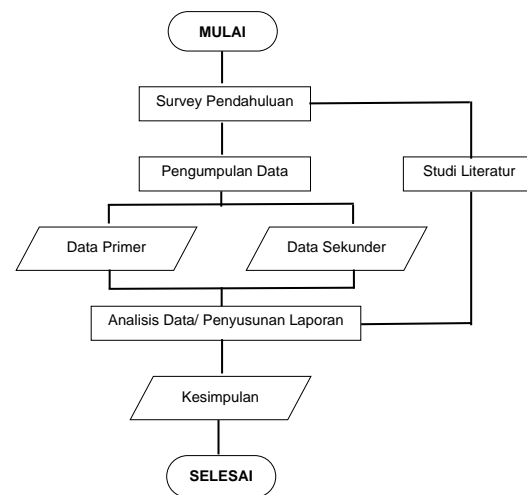 MULAI
Survey Pendahuluan
Pengumpulan Data
Studi Literatur
Data Primer
Data Sekunder
Analisis Data/ Penyusunan Laporan
Kesimpulan
SELESAI